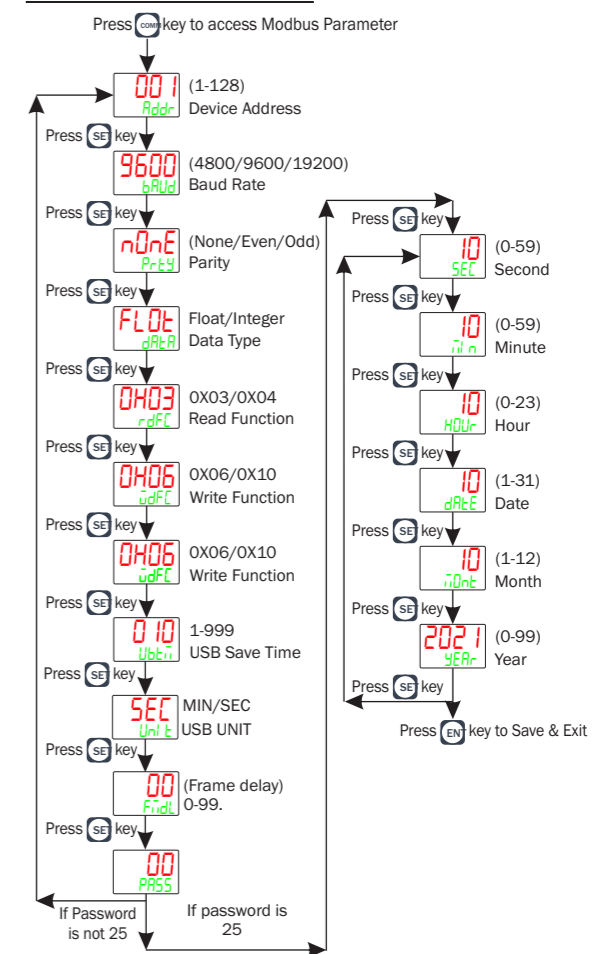 Press COMM key to access Modbus Parameter
001
Addr
(1-128)
Device Address
Press SET key
9600
bAUd
(4800/9600/19200)
Baud Rate
Press SET key
nOnE
PrtY
(None/Even/Odd)
Parity
Press SET key
FLOt
dAtA
Float/Integer
Data Type
Press SET key
0H03
rdFC
0X03/0X04
Read Function
Press SET key
0H06
0X06/0X10
Write Function
Press SET key
0H06
0X06/0X10
Write Function
Press SET key
010
1-999
USB Save Time
Press SET key
SEC
UnIt
MIN/SEC
USB UNIT
Press SET key
00
(Frame delay)
0-99.
Press SET key
00
PASS
If Password
is not 25
If password is
25
Press SET key
10
SEC
(0-59)
Second
Press SET key
10
(0-59)
Minute
Press SET key
10
HOUr
(0-23)
Hour
Press SET key
10
dAtE
(1-31)
Date
Press SET key
10
(1-12)
Month
Press SET key
2021
YEAr
(0-99)
Year
Press SET key
Press ENT key to Save & Exit